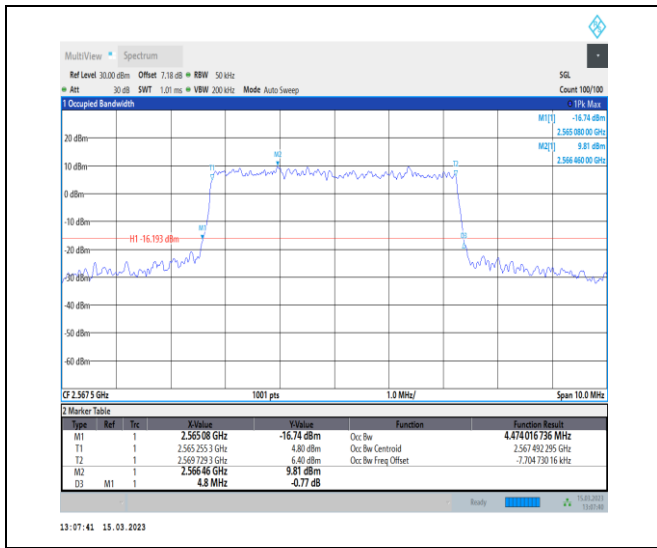 MultiView Spectrum
Ref Level 30.00 dBm Offset 7.18 dB RBW 50 kHz SGL
Att 30 dB SWT 1.01 ms VBW 200 kHz Mode Auto Sweep Count 100/100
1 Occupied Bandwidth 1Pk Max
M1[1] -16.74 dBm
2.565 080 00 GHz
M2[1] 9.81 dBm
2.566 460 00 GHz
20 dBm
M2
T1
T2
10 dBm
0 dBm
-10 dBm
M1
H1 -16.193 dBm
D3
-20 dBm
-30 dBm
-40 dBm
-50 dBm
-60 dBm
CF 2.567 5 GHz 1001 pts 1.0 MHz/ Span 10.0 MHz
2 Marker Table
Type Ref Trc X-Value Y-Value Function Function Result
M1 1 2.565 08 GHz -16.74 dBm Occ Bw 4.474 016 736 MHz
T1 1 2.565 255 3 GHz 4.80 dBm Occ Bw Centroid 2.567 492 295 GHz
T2 1 2.569 729 3 GHz 6.40 dBm Occ Bw Freq Offset -7.704 730 16 kHz
M2 1 2.566 46 GHz 9.81 dBm
D3 M1 1 4.8 MHz -0.77 dB
Ready 15.03.2023
13:07:40
13:07:41 15.03.2023